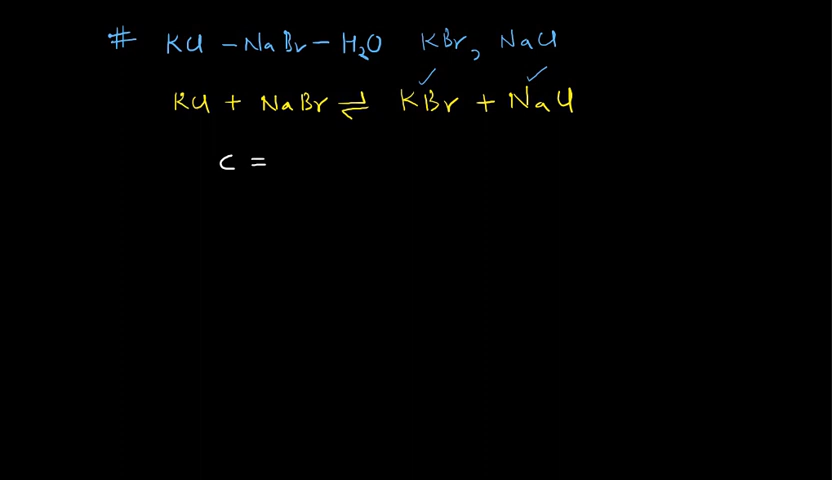 # KCl - NaBr - H₂O KBr, NaCl
KCl + NaBr ⇌ KBr + NaCl
C =